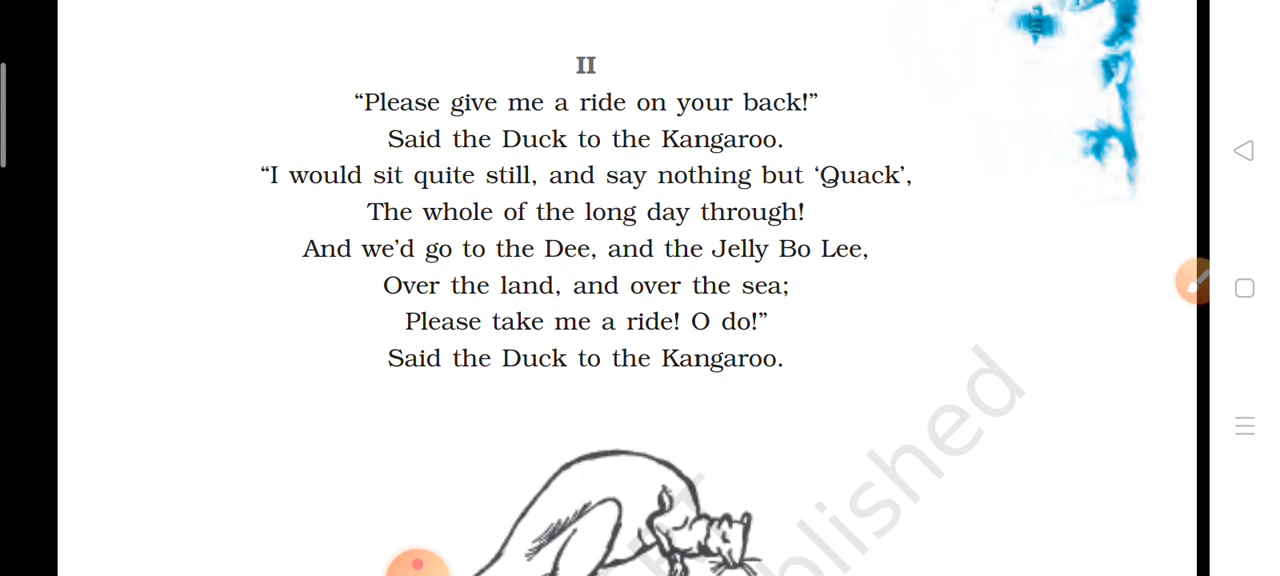 II
“Please give me a ride on your back!”
Said the Duck to the Kangaroo.
“I would sit quite still, and say nothing but ‘Quack’,
The whole of the long day through!
And we’d go to the Dee, and the Jelly Bo Lee,
Over the land, and over the sea;
Please take me a ride! O do!”
Said the Duck to the Kangaroo.